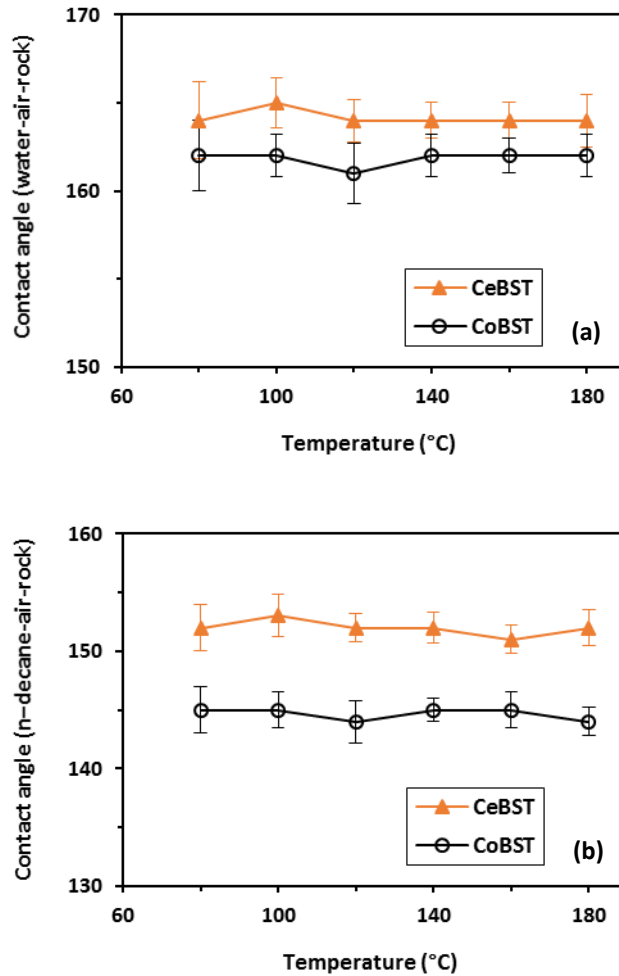 170
160
150
Contact angle (water-air-rock)
CeBST
CoBST
(a)
60 100 140 180
Temperature (°C)
160
150
140
130
Contact angle (n–decane-air-rock)
CeBST
CoBST
(b)
60 100 140 180
Temperature (°C)